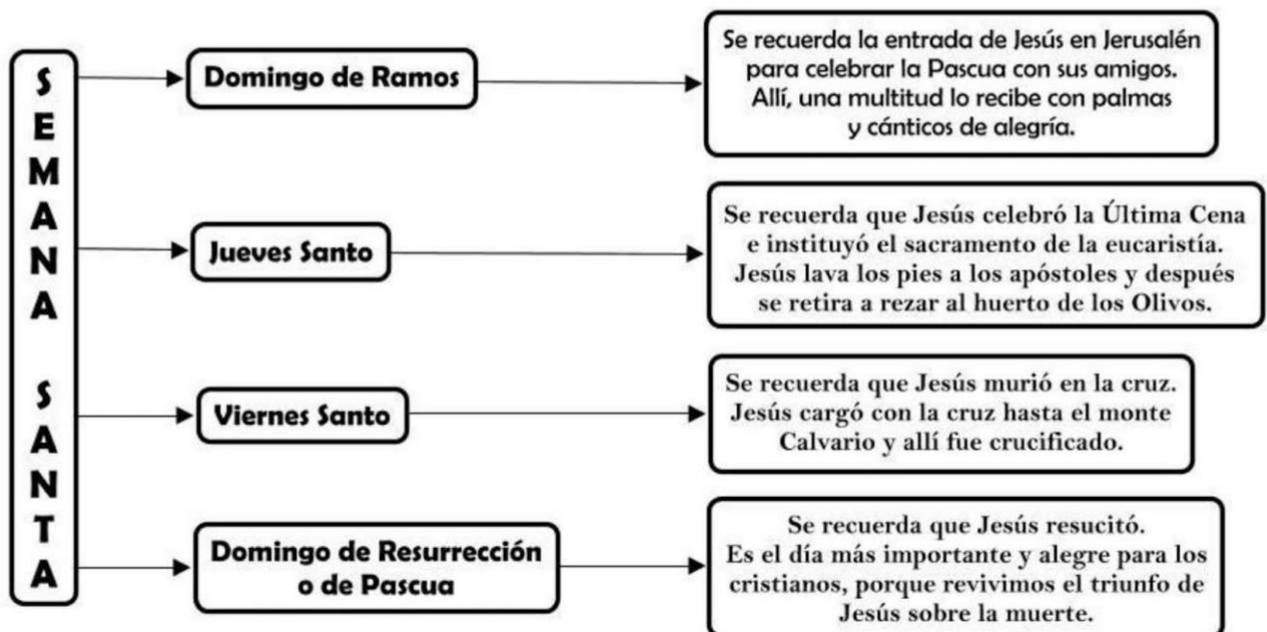 SEMANA SANTA
Domingo de Ramos
Se recuerda la entrada de Jesús en Jerusalén
para celebrar la Pascua con sus amigos.
Allí, una multitud lo recibe con palmas
y cánticos de alegría.
Jueves Santo
Se recuerda que Jesús celebró la Última Cena
e instituyó el sacramento de la eucaristía.
Jesús lava los pies a los apóstoles y después
se retira a rezar al huerto de los Olivos.
Viernes Santo
Se recuerda que Jesús murió en la cruz.
Jesús cargó con la cruz hasta el monte
Calvario y allí fue crucificado.
Domingo de Resurrección
o de Pascua
Se recuerda que Jesús resucitó.
Es el día más importante y alegre para los
cristianos, porque revivimos el triunfo de
Jesús sobre la muerte.